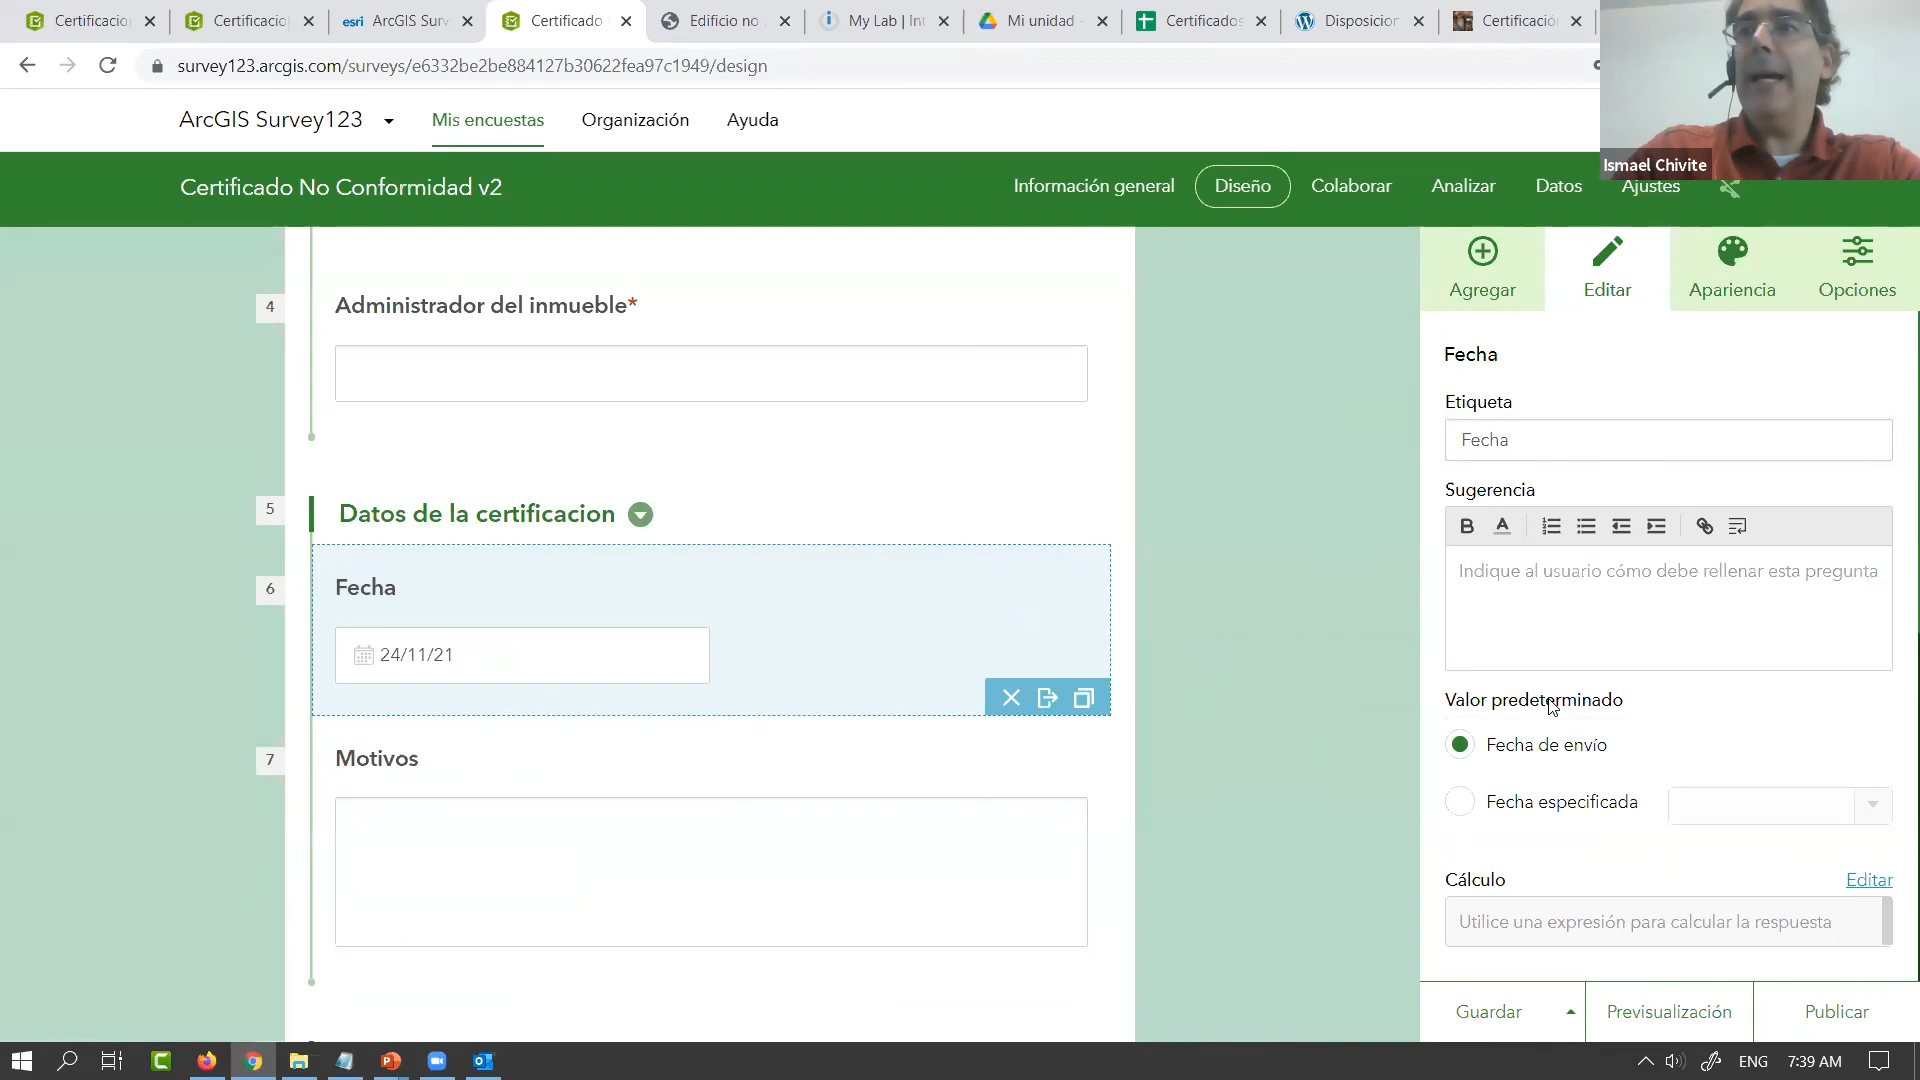 Certificacio
Certificacio
esri ArcGIS Surv
Certificado
Edificio no
My Lab | Int
Mi unidad -
Certificados
Disposicion
Certificación
survey123.arcgis.com/surveys/e6332be2be884127b30622fea97c1949/design
ArcGIS Survey123
Mis encuestas
Organización
Ayuda
Ismael Chivite
Certificado No Conformidad v2
Información general
Diseño
Colaborar
Analizar
Datos
Ajustes
Agregar
Editar
Apariencia
Opciones
4
Administrador del inmueble*
5
Datos de la certificacion
6
Fecha
24/11/21
7
Motivos
Fecha
Etiqueta
Fecha
Sugerencia
B A
Indique al usuario cómo debe rellenar esta pregunta
Valor predeterminado
Fecha de envío
Fecha especificada
Cálculo
Editar
Utilice una expresión para calcular la respuesta
Guardar
Previsualización
Publicar
ENG
7:39 AM